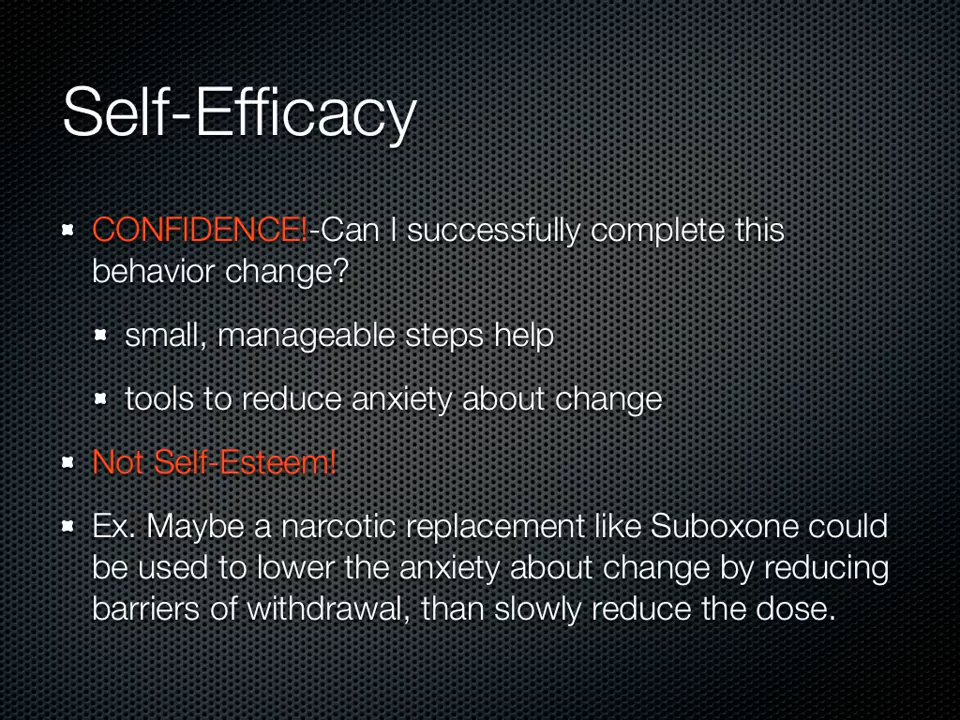 Self-Efficacy
CONFIDENCE!-Can I successfully complete this
behavior change?
small, manageable steps help
tools to reduce anxiety about change
Not Self-Esteem!
Ex. Maybe a narcotic replacement like Suboxone could
be used to lower the anxiety about change by reducing
barriers of withdrawal, than slowly reduce the dose.